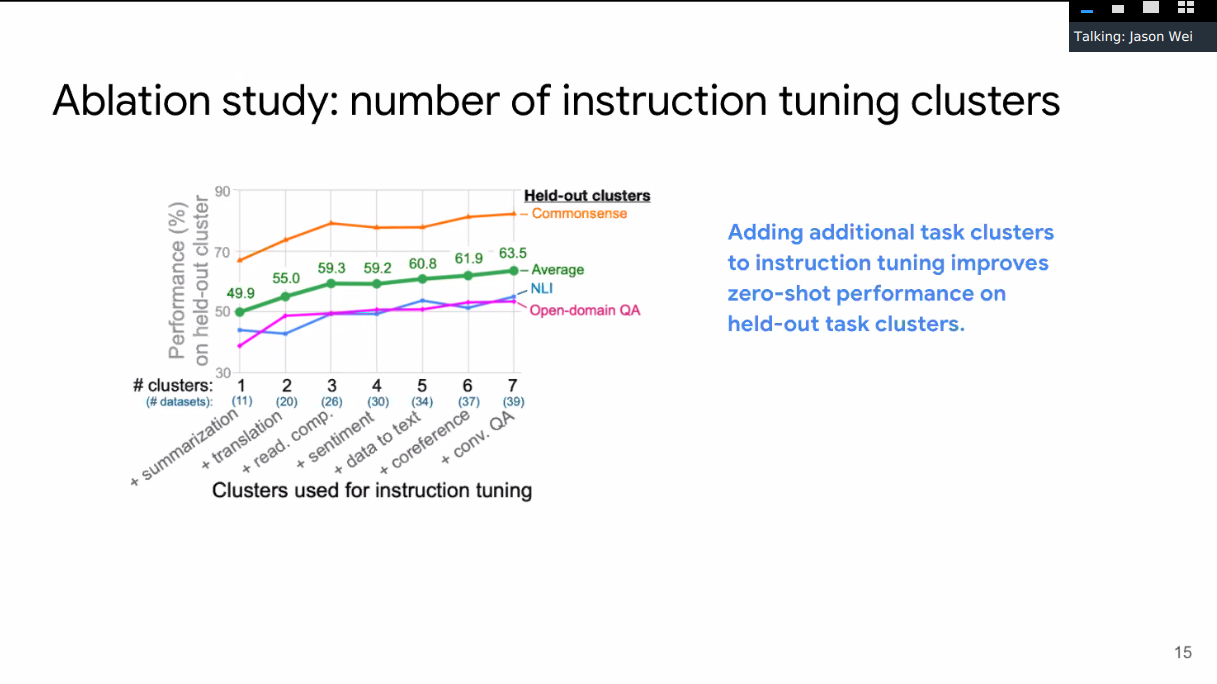 Talking: Jason Wei
Ablation study: number of instruction tuning clusters
Performance (%)
on held-out cluster
90
70
50
30
49.9
55.0
59.3
59.2
60.8
61.9
63.5
Held-out clusters
Commonsense
Average
NLI
Open-domain QA
# clusters: 1 2 3 4 5 6 7
(# datasets): (11) (20) (26) (30) (34) (37) (39)
+ summarization
+ translation
+ read. comp.
+ sentiment
+ data to text
+ coreference
+ conv. QA
Clusters used for instruction tuning
Adding additional task clusters
to instruction tuning improves
zero-shot performance on
held-out task clusters.
15